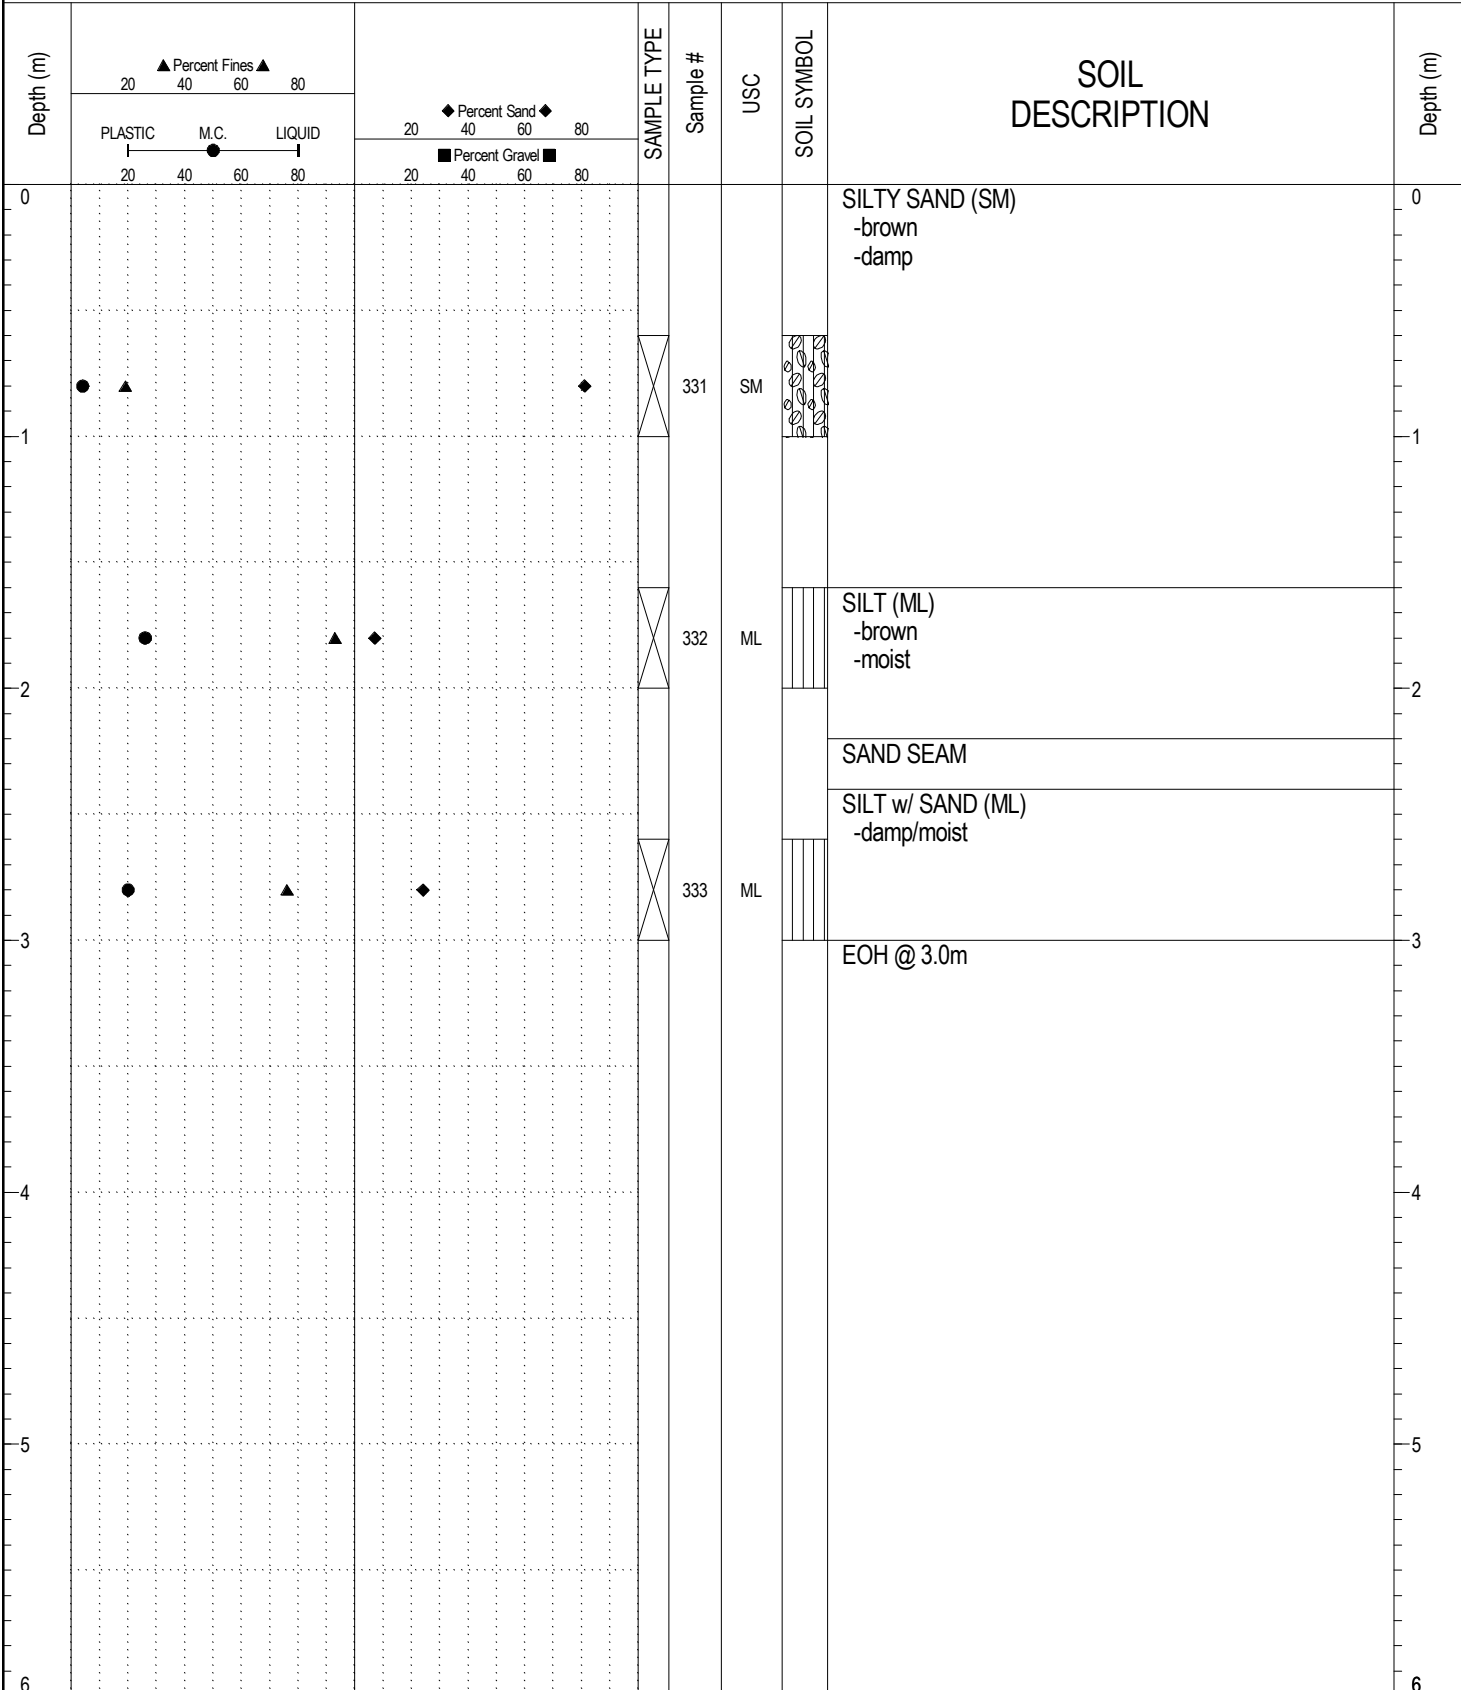 Depth (m)
▲ Percent Fines ▲
20 40 60 80
PLASTIC M.C. LIQUID
20 40 60 80
◆ Percent Sand ◆
20 40 60 80
■ Percent Gravel ■
20 40 60 80
SAMPLE TYPE
Sample #
USC
SOIL SYMBOL
SOIL
DESCRIPTION
Depth (m)
0 SILTY SAND (SM) 0
-brown
-damp
331 SM
1 1
SILT (ML)
-brown
332 ML
-moist
2 2
SAND SEAM
SILT w/ SAND (ML)
-damp/moist
333 ML
3 3
EOH @ 3.0m
4 4
5 5
6 6